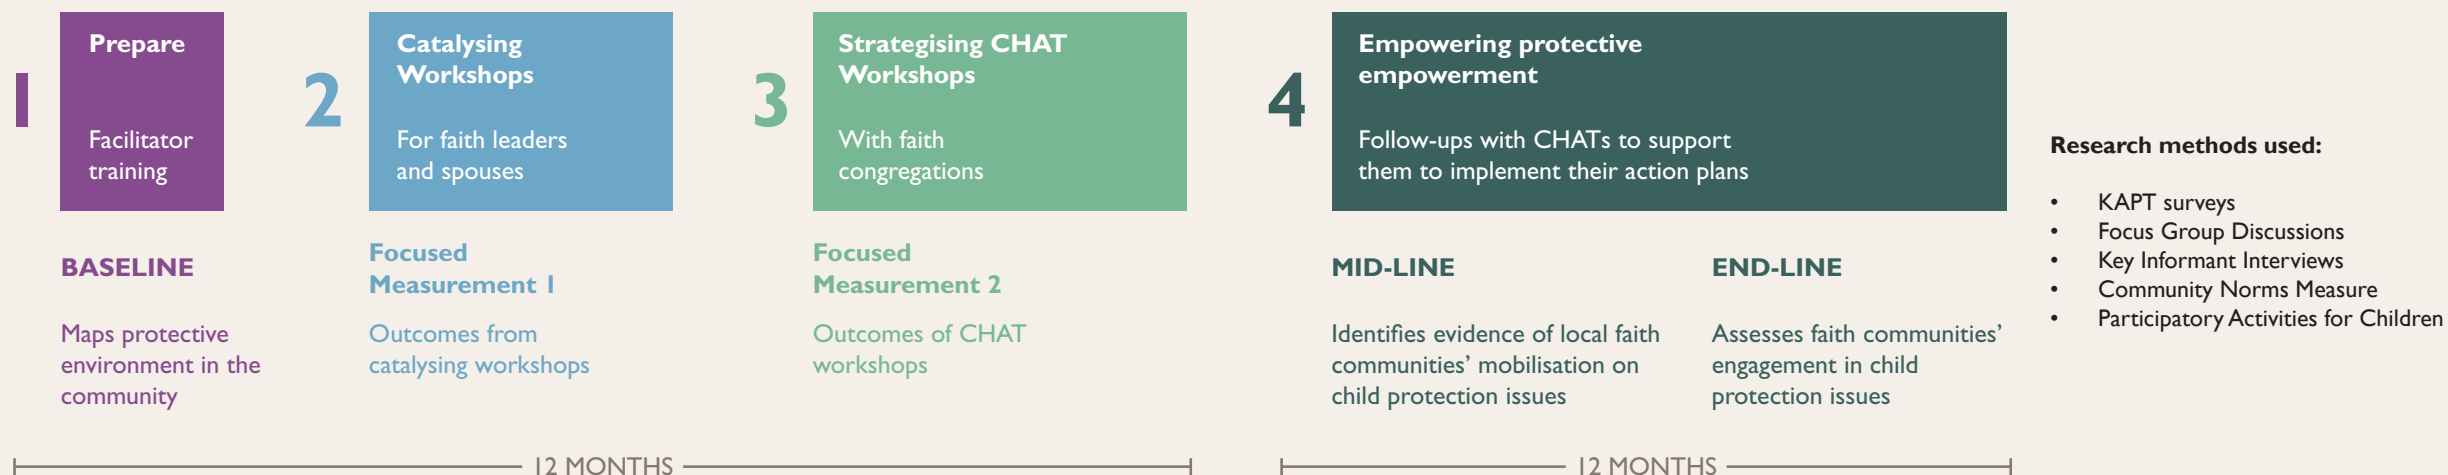 1
Prepare
Facilitator
training
BASELINE
Maps protective
environment in the
community
2
Catalysing
Workshops
For faith leaders
and spouses
Focused
Measurement 1
Outcomes from
catalysing workshops
3
Strategising CHAT
Workshops
With faith
congregations
Focused
Measurement 2
Outcomes of CHAT
workshops
12 MONTHS
4
Empowering protective
empowerment
Follow-ups with CHATs to support
them to implement their action plans
MID-LINE
Identifies evidence of local faith
communities’ mobilisation on
child protection issues
END-LINE
Assesses faith communities’
engagement in child
protection issues
12 MONTHS
Research methods used:
• KAPT surveys
• Focus Group Discussions
• Key Informant Interviews
• Community Norms Measure
• Participatory Activities for Children